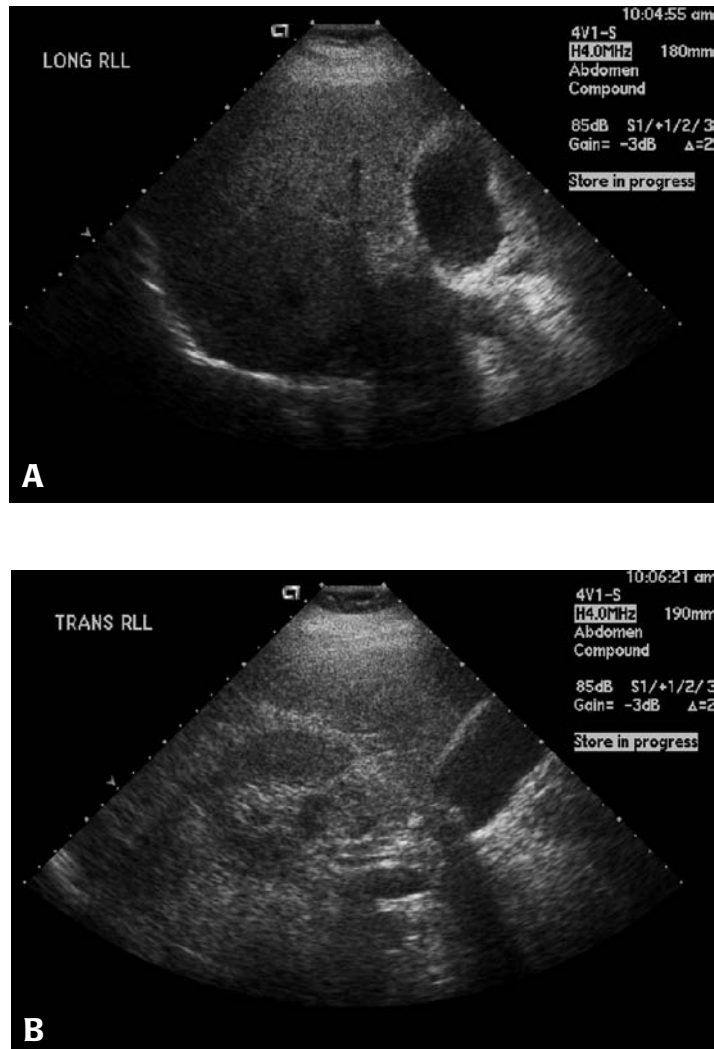 10:04:55 am
LONG RLL
4V1-S
H4.0MHz 180mm
Abdomen
Compound
85dB S1/+1/2/3
Gain= -3dB Δ=2
Store in progress
A
10:06:21 am
TRANS RLL
4V1-S
H4.0MHz 190mm
Abdomen
Compound
85dB S1/+1/2/3
Gain= -3dB Δ=2
Store in progress
B